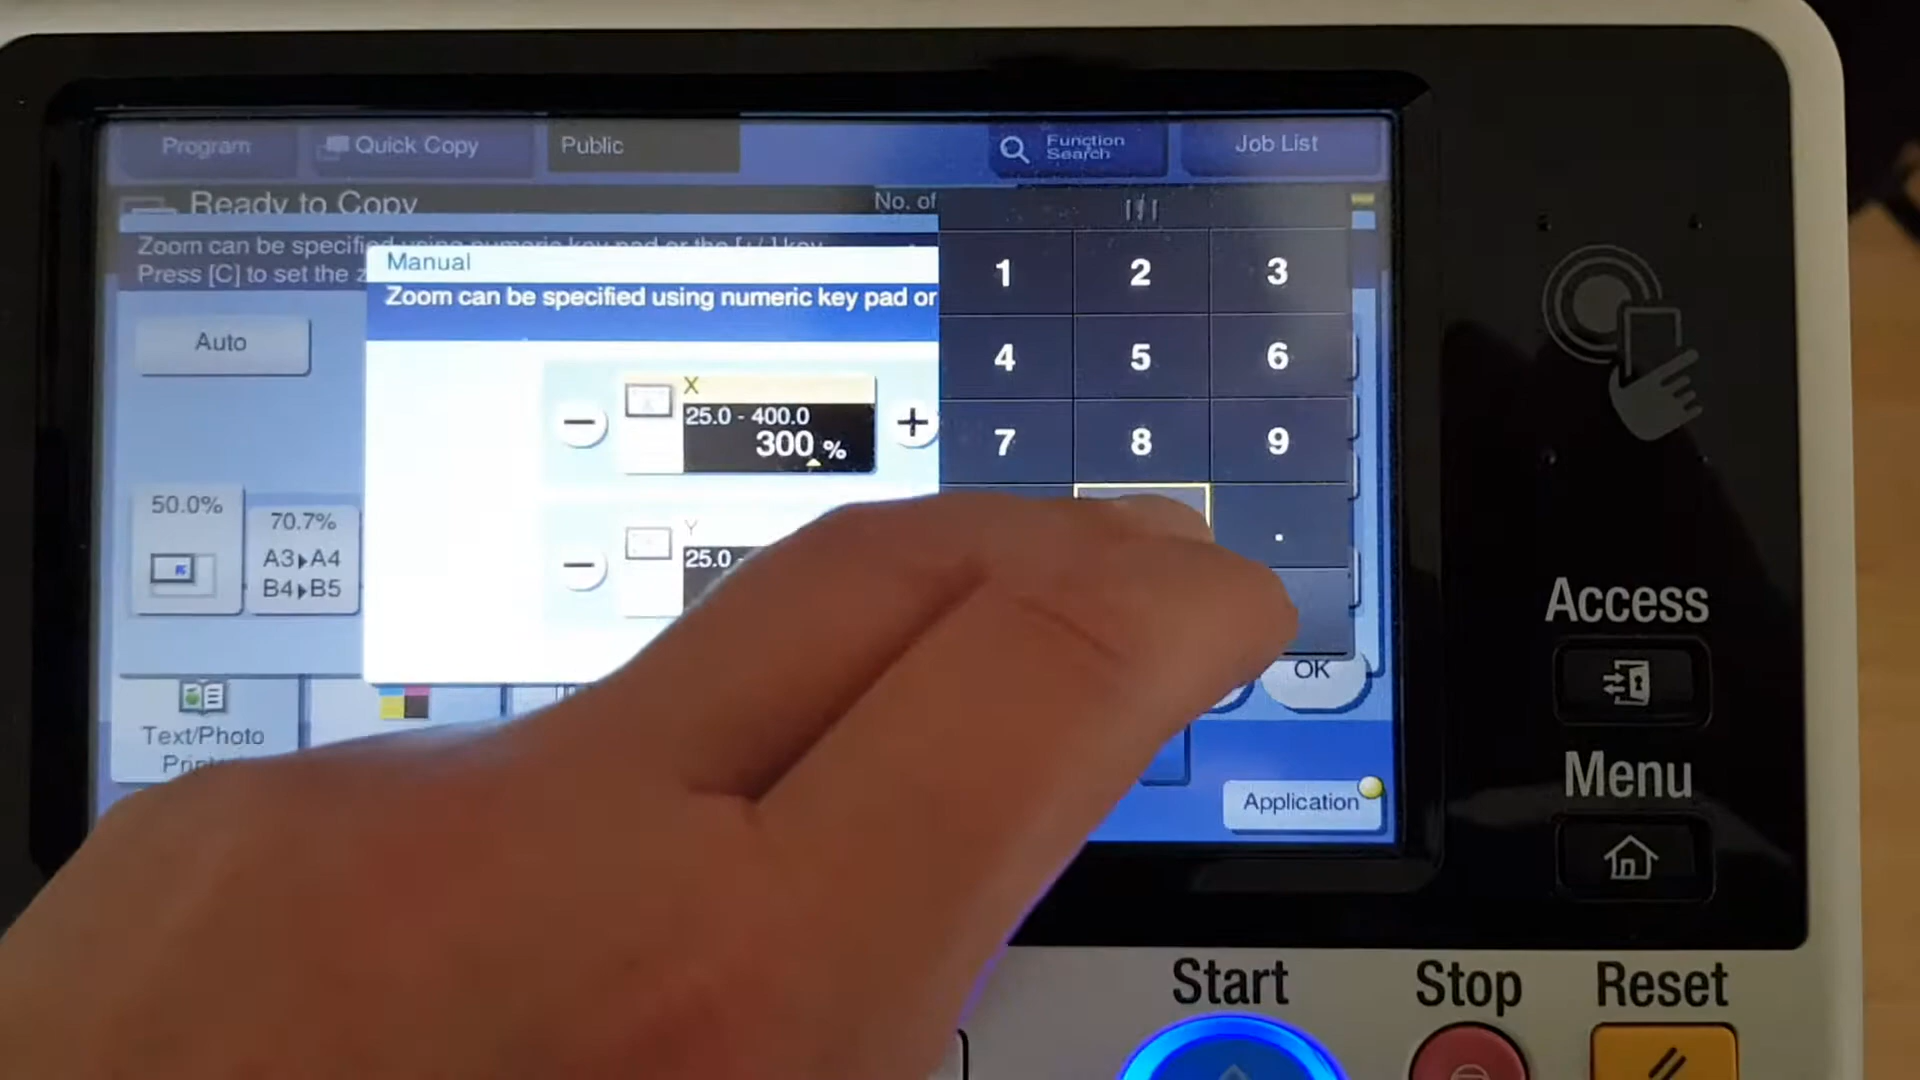 Program
Quick Copy
Public
Function
Search
Job List
Ready to Copy
No. of
Zoom can be specified using numeric key pad or the [+/-] key
Press [C] to set the z
Manual
Zoom can be specified using numeric key pad or
Auto
X
25.0 - 400.0
300 %
Y
25.0 -
50.0%
70.7%
A3▸A4
B4▸B5
1
2
3
4
5
6
7
8
9
.
OK
Text/Photo
Application
Access
Menu
Start
Stop
Reset